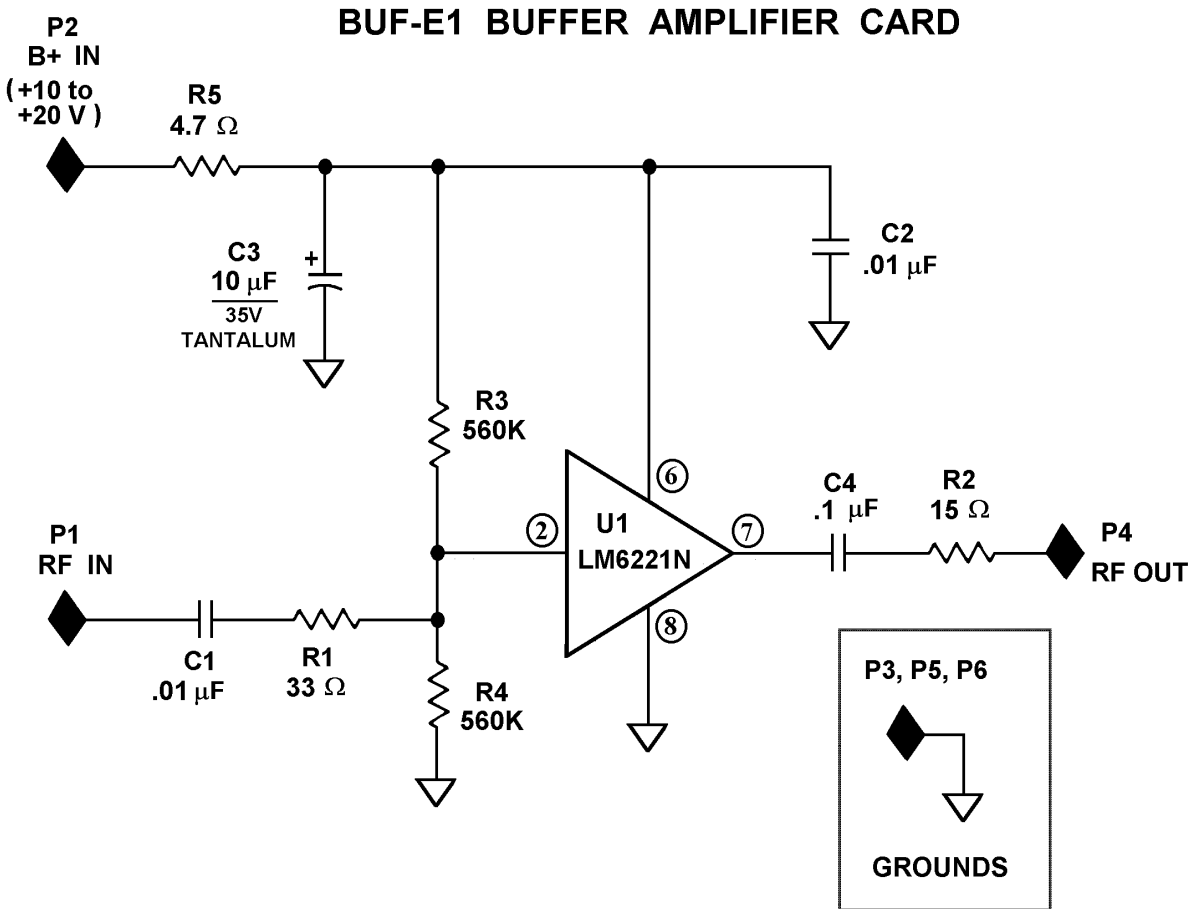 BUF-E1 BUFFER AMPLIFIER CARD
P2
B+ IN
(+10 to
+20 V)
R5
4.7 Ω
C3
+
10 µF
35V
TANTALUM
C2
.01 µF
R3
560K
6
2
U1
LM6221N
7
8
C4
.1 µF
R2
15 Ω
P4
RF OUT
P1
RF IN
C1
.01 µF
R1
33 Ω
R4
560K
P3, P5, P6
GROUNDS